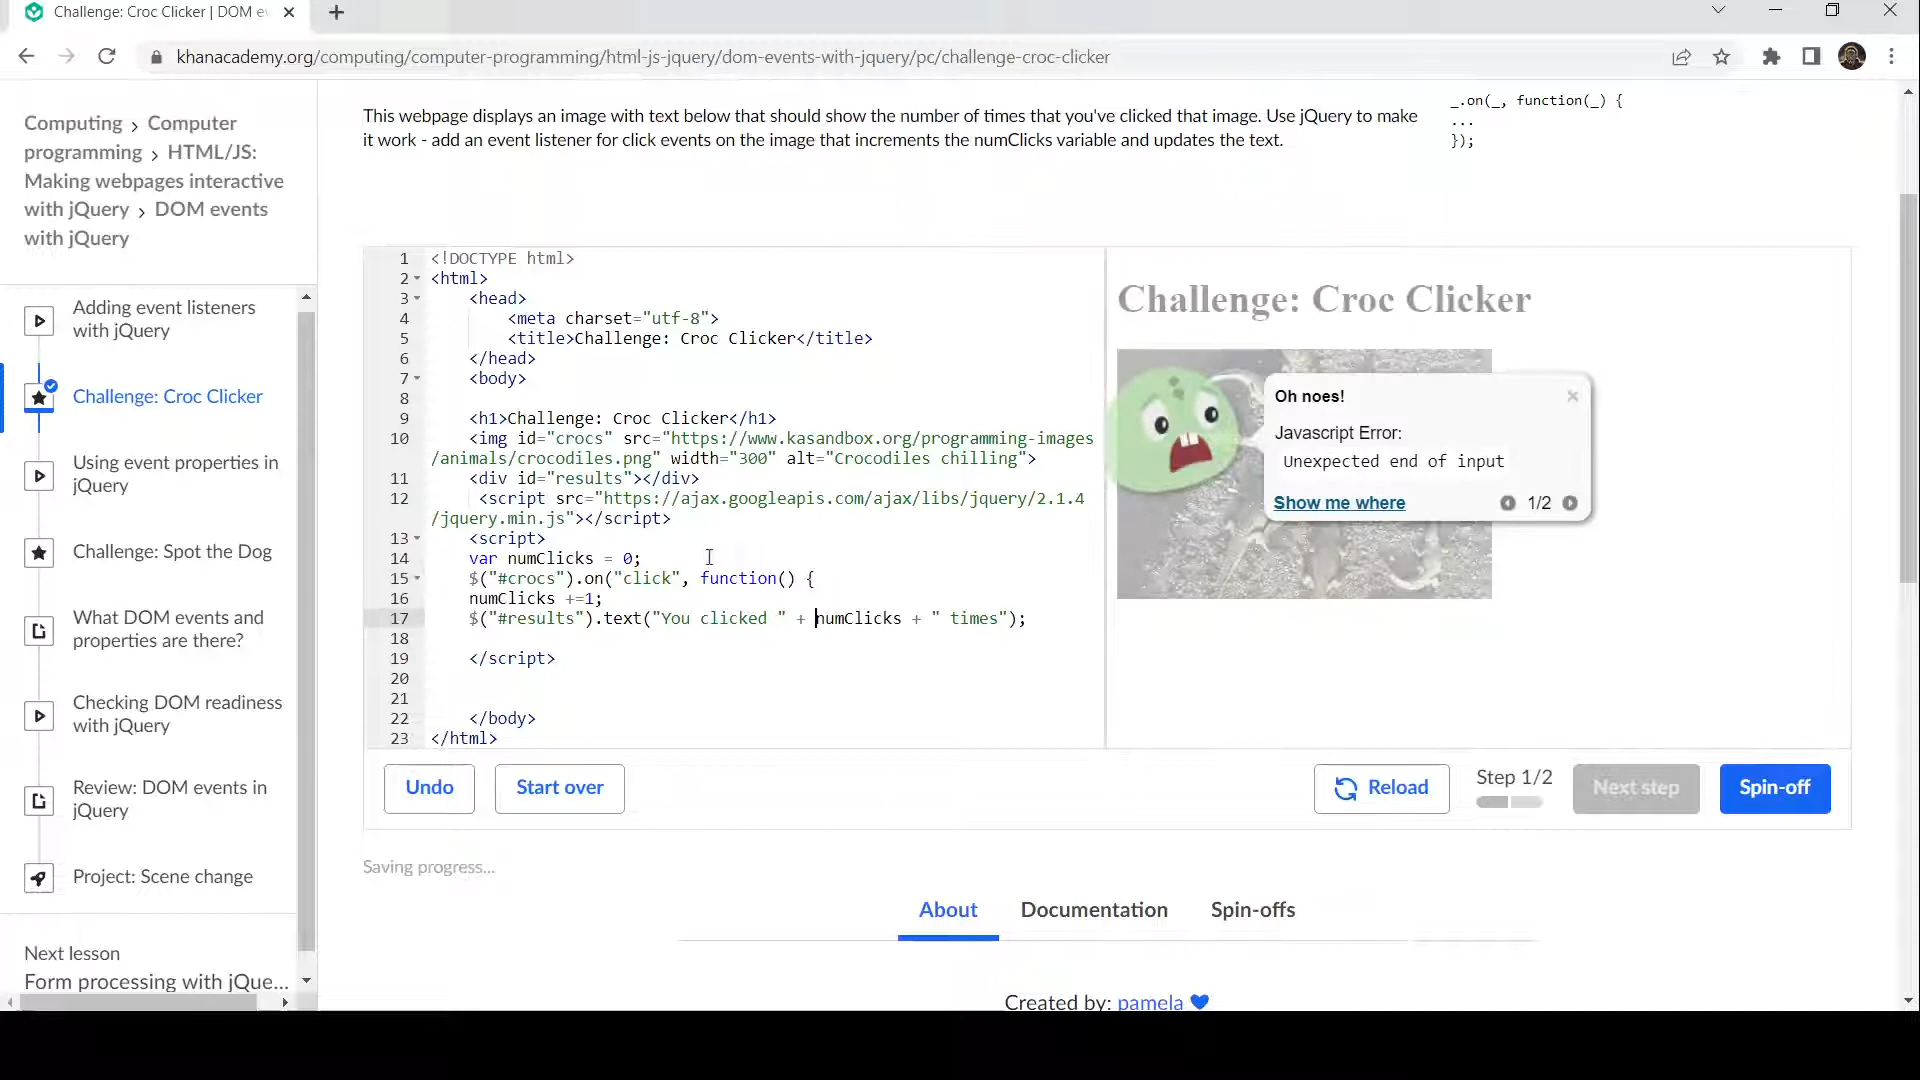 Challenge: Croc Clicker | DOM ev
khanacademy.org/computing/computer-programming/html-js-jquery/dom-events-with-jquery/pc/challenge-croc-clicker
Computing > Computer
programming > HTML/JS:
Making webpages interactive
with jQuery > DOM events
with jQuery
Adding event listeners
with jQuery
Challenge: Croc Clicker
Using event properties in
jQuery
Challenge: Spot the Dog
What DOM events and
properties are there?
Checking DOM readiness
with jQuery
Review: DOM events in
jQuery
Project: Scene change
Next lesson
Form processing with jQue...
This webpage displays an image with text below that should show the number of times that you've clicked that image. Use jQuery to make
it work - add an event listener for click events on the image that increments the numClicks variable and updates the text.
_.on(_, function(_) {
...
});
1 <!DOCTYPE html>
2 <html>
3 <head>
4 <meta charset="utf-8">
5 <title>Challenge: Croc Clicker</title>
6 </head>
7 <body>
8
9 <h1>Challenge: Croc Clicker</h1>
10 <img id="crocs" src="https://www.kasandbox.org/programming-images
/animals/crocodiles.png" width="300" alt="Crocodiles chilling">
11 <div id="results"></div>
12 <script src="https://ajax.googleapis.com/ajax/libs/jquery/2.1.4
/jquery.min.js"></script>
13 <script>
14 var numClicks = 0;
15 $("#crocs").on("click", function() {
16 numClicks +=1;
17 $("#results").text("You clicked " + numClicks + " times");
18
19 </script>
20
21
22 </body>
23 </html>
Challenge: Croc Clicker
Oh noes!
Javascript Error:
Unexpected end of input
Show me where 1/2
Undo
Start over
Reload
Step 1/2
Next step
Spin-off
Saving progress...
About
Documentation
Spin-offs
Created by: pamela